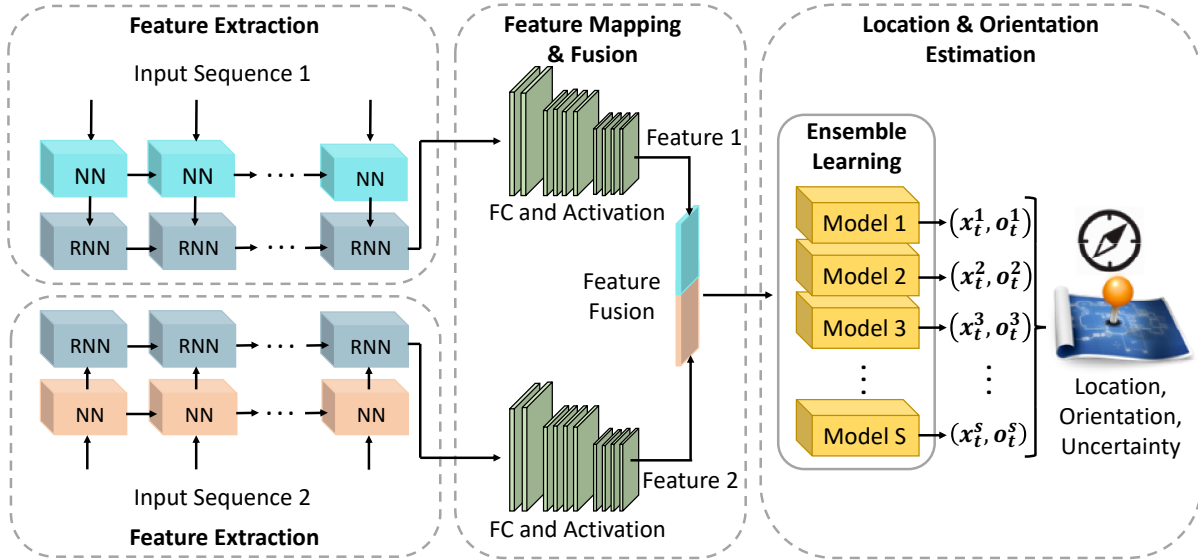 Feature Extraction
Input Sequence 1
NN
NN
. . .
NN
RNN
RNN
. . .
RNN
RNN
RNN
. . .
RNN
NN
NN
. . .
NN
Input Sequence 2
Feature Extraction
Feature Mapping
& Fusion
Feature 1
FC and Activation
Feature
Fusion
Feature 2
FC and Activation
Location & Orientation
Estimation
Ensemble
Learning
Model 1
(x_t^1, o_t^1)
Model 2
(x_t^2, o_t^2)
Model 3
(x_t^3, o_t^3)
Model S
(x_t^s, o_t^s)
Location,
Orientation,
Uncertainty